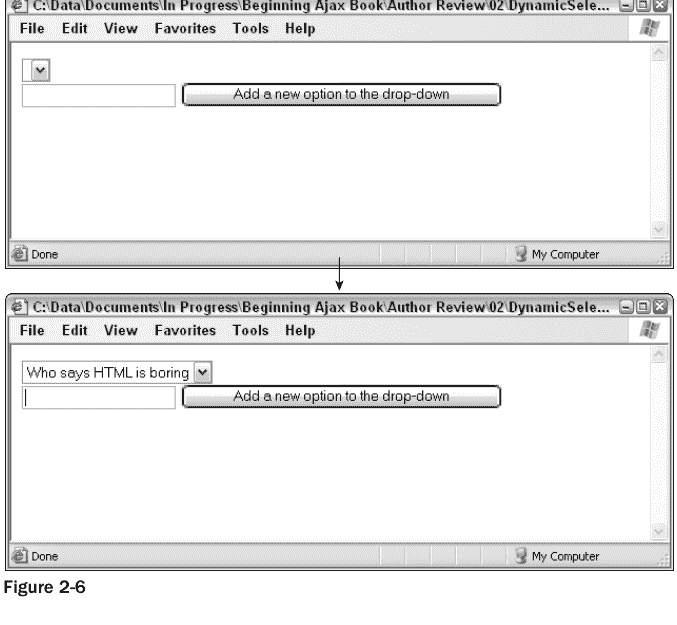 C:\Data\Documents\In Progress\Beginning Ajax Book\Author Review\02\DynamicSele...
File Edit View Favorites Tools Help
Add a new option to the drop-down
Done My Computer
C:\Data\Documents\In Progress\Beginning Ajax Book\Author Review\02\DynamicSele...
File Edit View Favorites Tools Help
Who says HTML is boring
Add a new option to the drop-down
Done My Computer
Figure 2-6